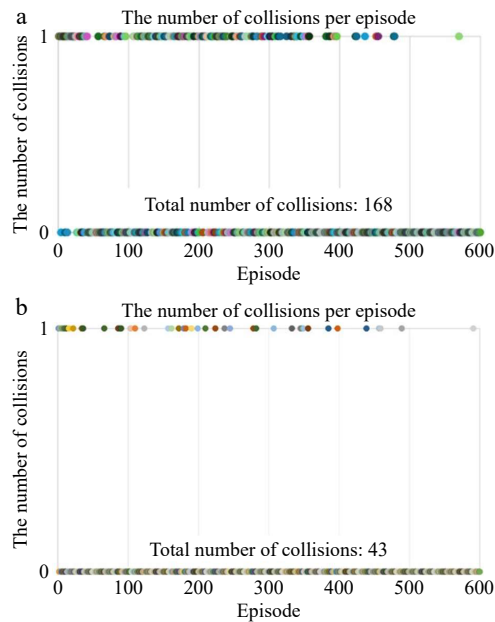 a
The number of collisions per episode
The number of collisions
1
0
Total number of collisions: 168
0 100 200 300 400 500 600
Episode
b
The number of collisions per episode
The number of collisions
1
0
Total number of collisions: 43
0 100 200 300 400 500 600
Episode